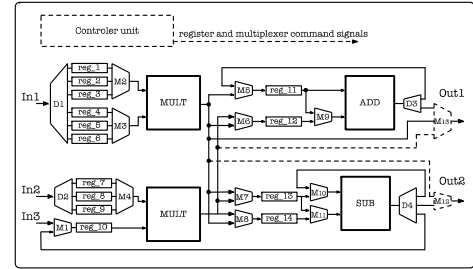 Controler unit
register and multiplexer command signals
In1
D1
reg_1
reg_2
reg_3
reg_4
reg_5
reg_6
M2
M3
MULT
M5
reg_11
M6
reg_12
M9
ADD
D3
Out1
M13
In2
D2
reg_7
reg_8
reg_9
M4
In3
M1
reg_10
MULT
M7
reg_13
M8
reg_14
M10
M11
SUB
D4
Out2
M12